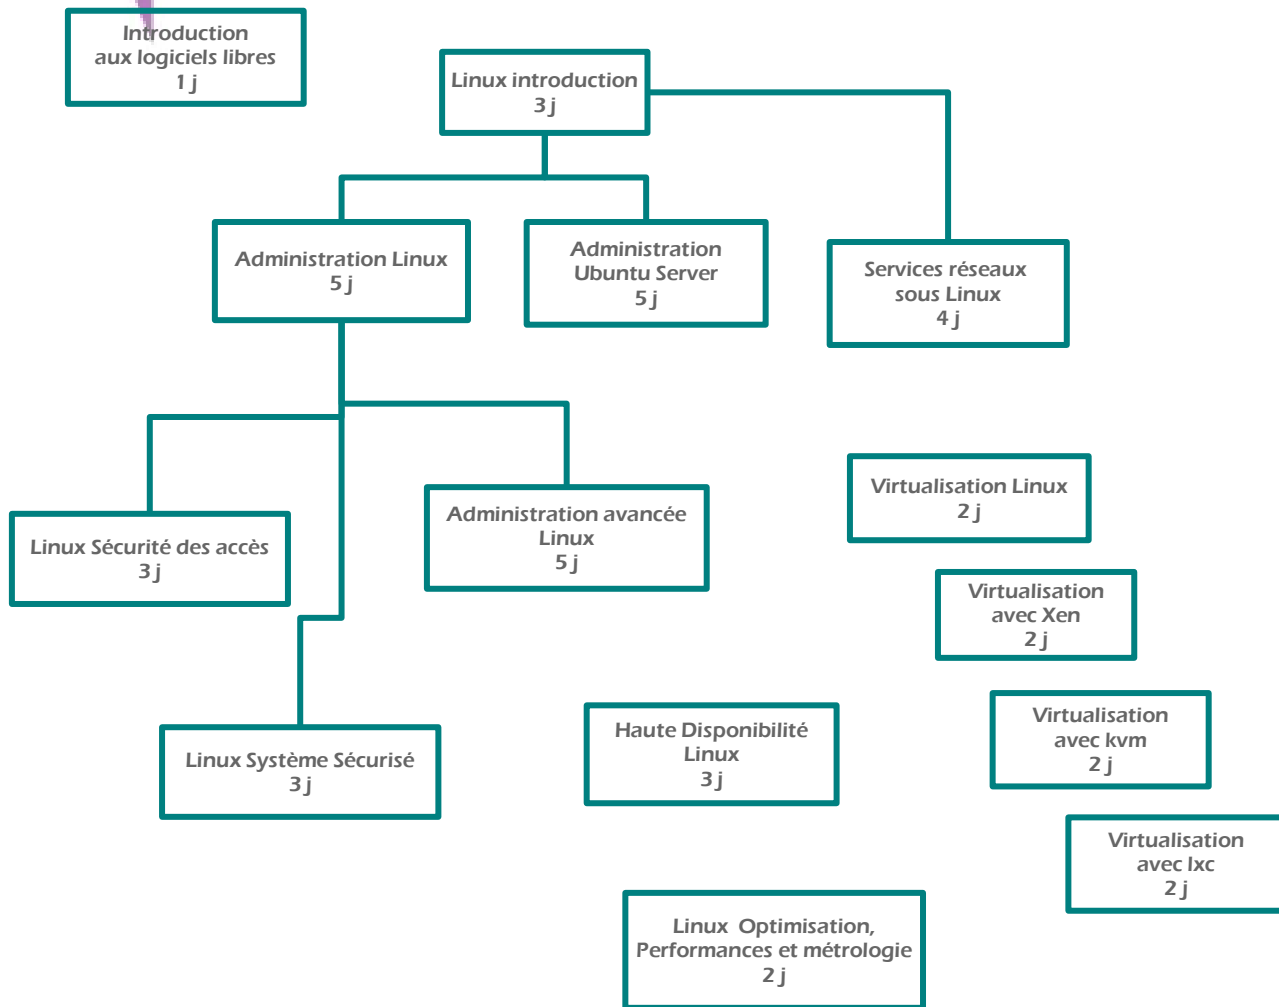 Introduction
aux logiciels libres
1 j
Linux introduction
3 j
Administration Linux
5 j
Administration
Ubuntu Server
5 j
Services réseaux
sous Linux
4 j
Virtualisation Linux
2 j
Linux Sécurité des accès
3 j
Administration avancée
Linux
5 j
Virtualisation
avec Xen
2 j
Linux Système Sécurisé
3 j
Haute Disponibilité
Linux
3 j
Virtualisation
avec kvm
2 j
Virtualisation
avec lxc
2 j
Linux Optimisation,
Performances et métrologie
2 j